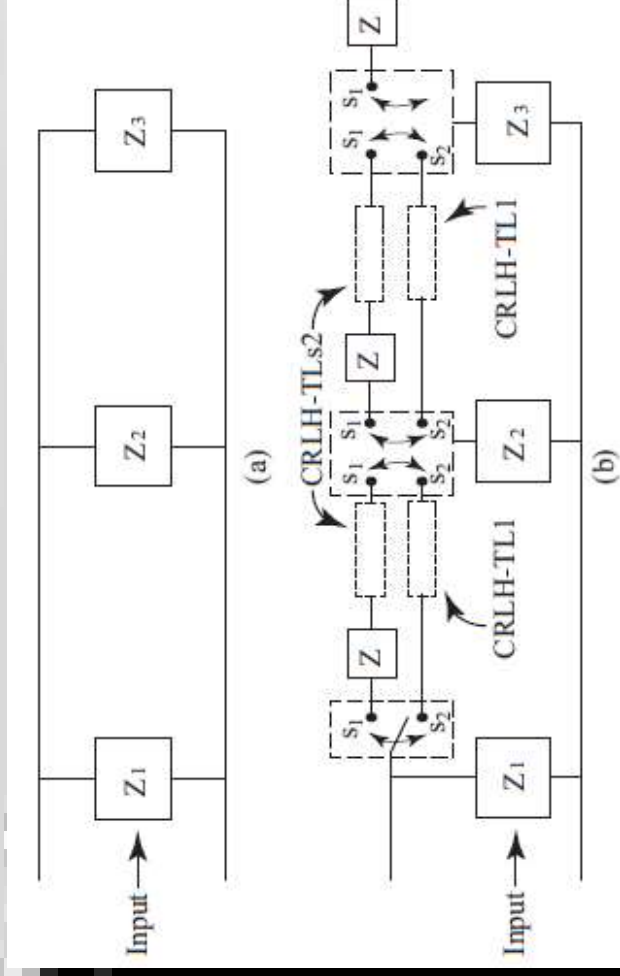 Input Z1 Z2 Z3
(a)
CRLH-TLs2
s1 s1 s1 s1 s1
Z Z Z
s2 s2 s2 s2
CRLH-TL1 CRLH-TL1
Input Z1 Z2 Z3
(b)